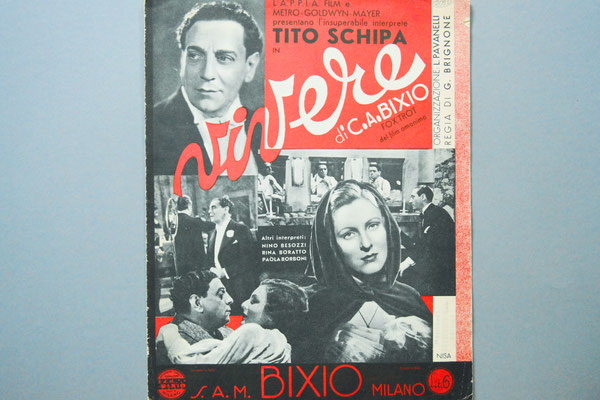 L'A.P.P.I.A. FILM e
METRO-GOLDWYN-MAYER
presentano l'insuperabile interprete
TITO SCHIPA
IN
vivere
di C.A. BIXIO
FOX-TROT
del film omonimo
ORGANIZZAZIONE L. PAVANELLI
REGIA DI G. BRIGNONE
Altri interpreti:
NINO BESOZZI
RINA BORATTO
PAOLA BORBONI
NISA
S.A.M. BIXIO MILANO